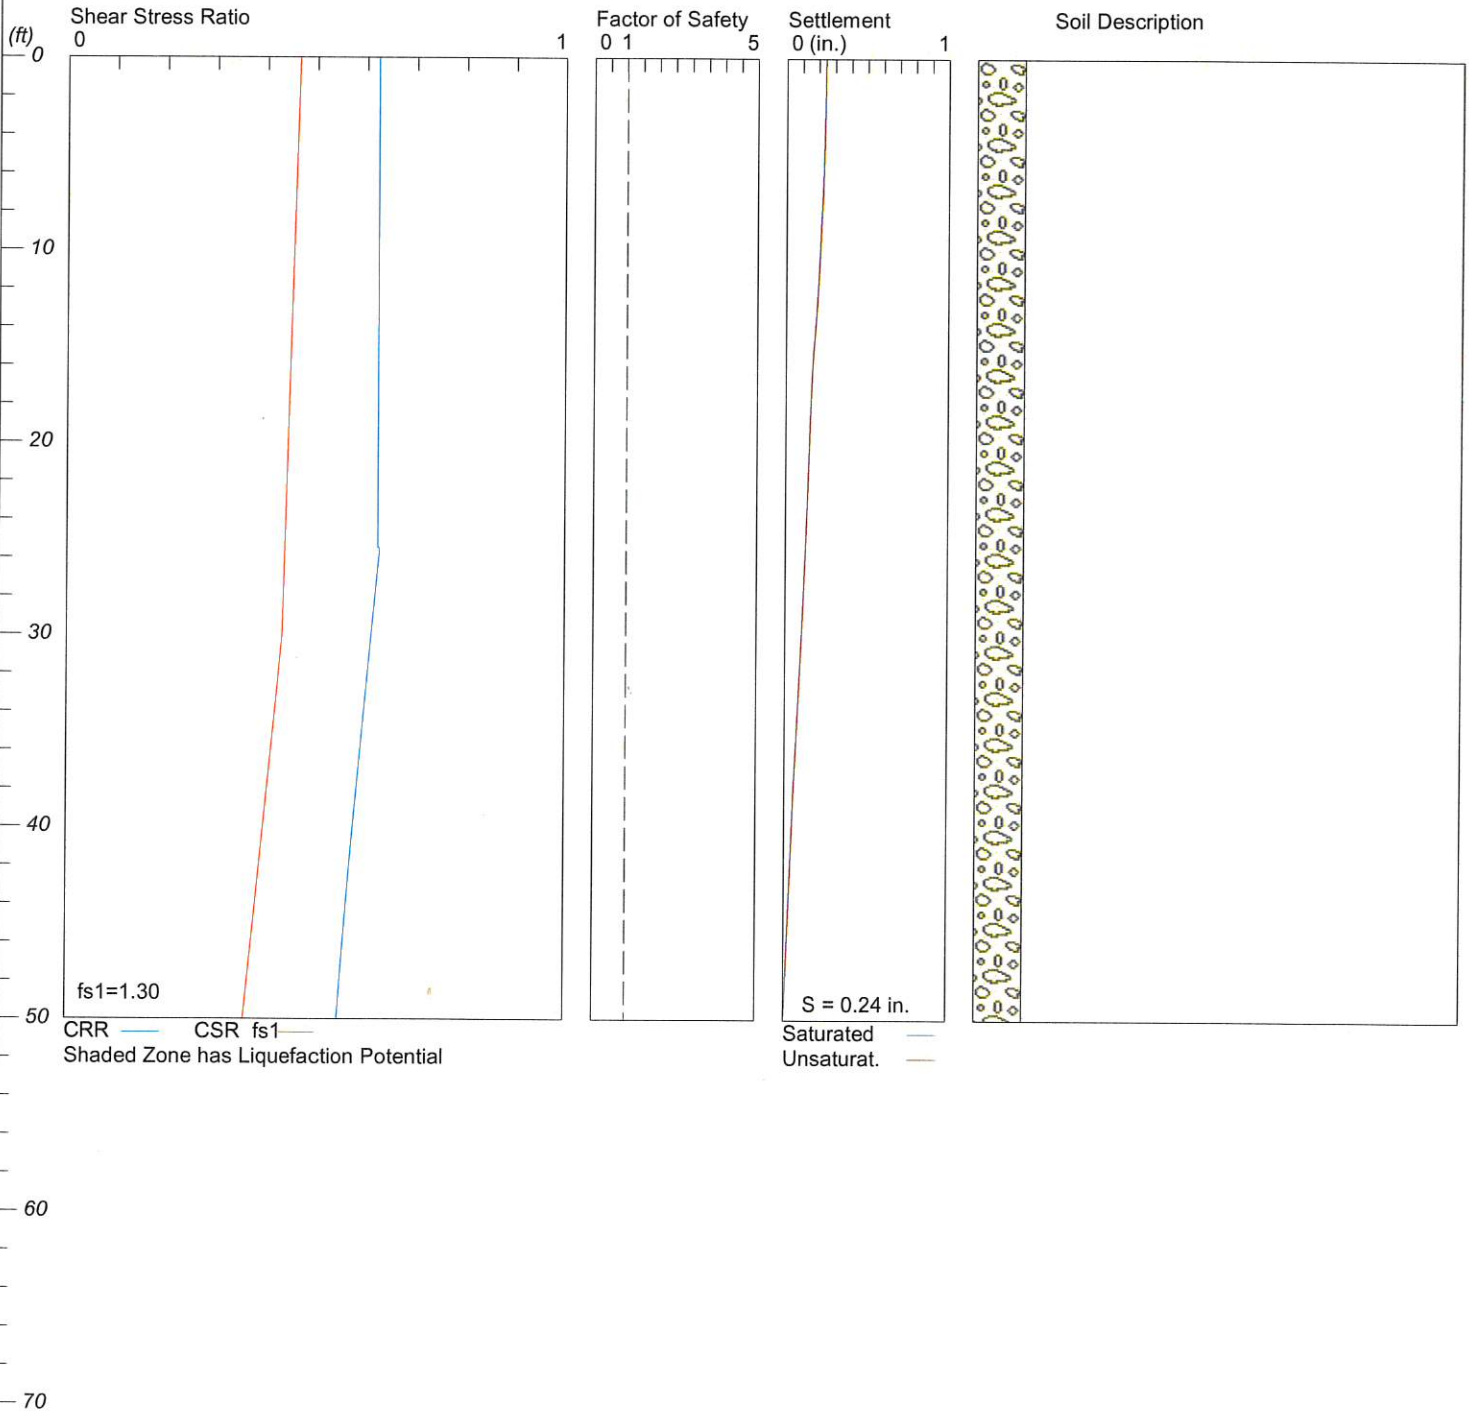 Shear Stress Ratio
Factor of Safety
Settlement
Soil Description
(ft)
0 1
0 1 5
0 (in.) 1
0
10
20
30
40
50
60
70
fs1=1.30
S = 0.24 in.
CRR CSR fs1
Shaded Zone has Liquefaction Potential
Saturated
Unsaturat.